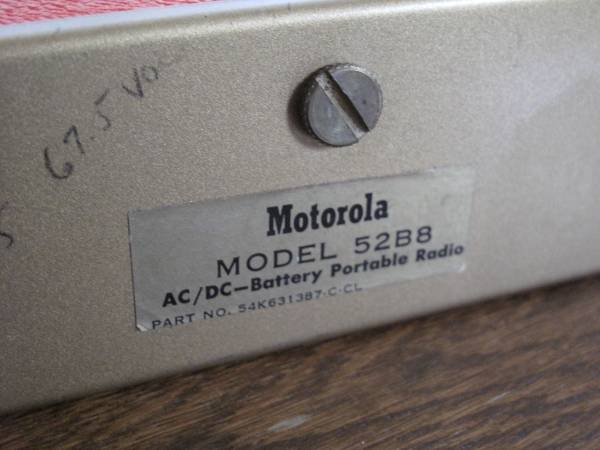 67.5 Vo
Motorola
MODEL 52B8
AC/DC—Battery Portable Radio
PART NO. 54K631387-C-CL